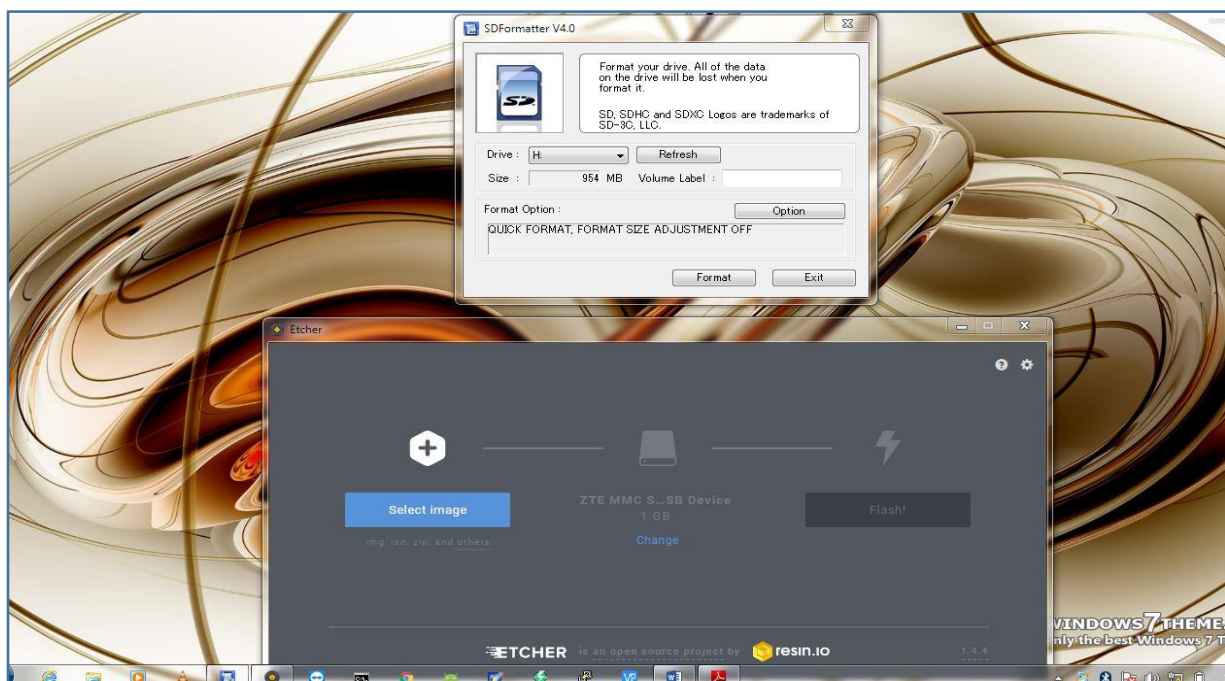 SDFormatter V4.0
Format your drive. All of the data
on the drive will be lost when you
format it.
SD, SDHC and SDXC Logos are trademarks of
SD-3C, LLC.
Drive : H: Refresh
Size : 954 MB Volume Label :
Format Option :
Option
QUICK FORMAT, FORMAT SIZE ADJUSTMENT OFF
Format Exit
Etcher
Select image
img, iso, zip, and others
ZTE MMC S...SB Device
1 GB
Change
Flash!
ETCHER is an open source project by resin.io 1.4.4
WINDOWS 7 THEME
only the best Windows 7 T